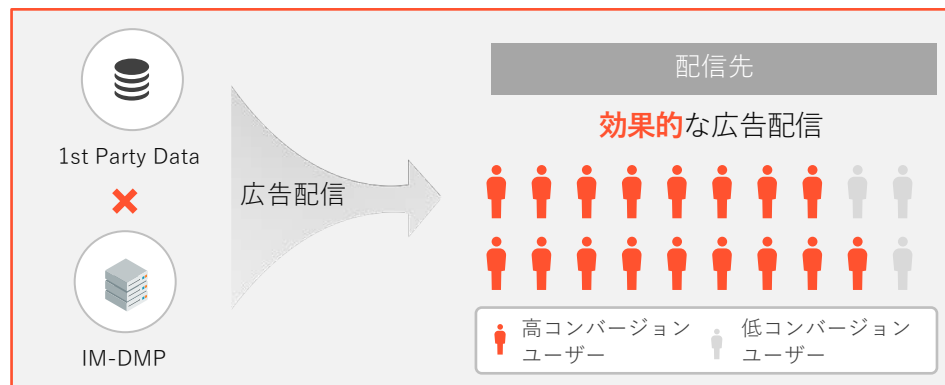 1st Party Data
IM-DMP
広告配信
配信先
効果的な広告配信
高コンバージョン
ユーザー
低コンバージョン
ユーザー